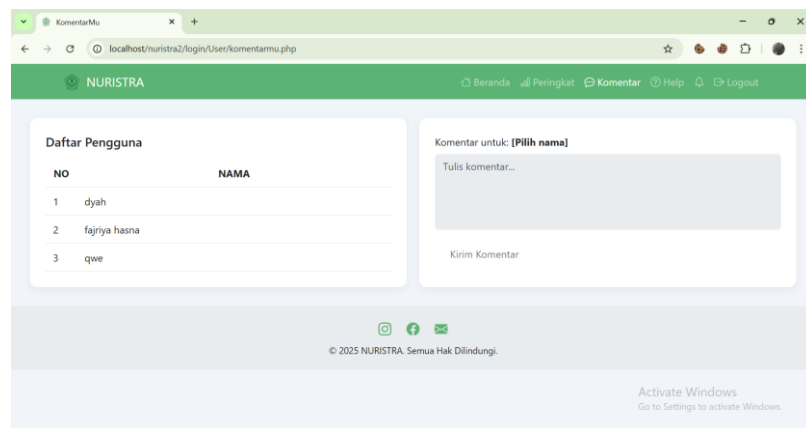 KomentarMu
localhost/nuristra2/login/User/komentarmu.php
NURISTRA
Beranda Peringkat Komentar Help Logout
Daftar Pengguna
NO NAMA
1 dyah
2 fajriya hasna
3 qwe
Komentar untuk: [Pilih nama]
Tulis komentar...
Kirim Komentar
© 2025 NURISTRA. Semua Hak Dilindungi.
Activate Windows
Go to Settings to activate Windows.